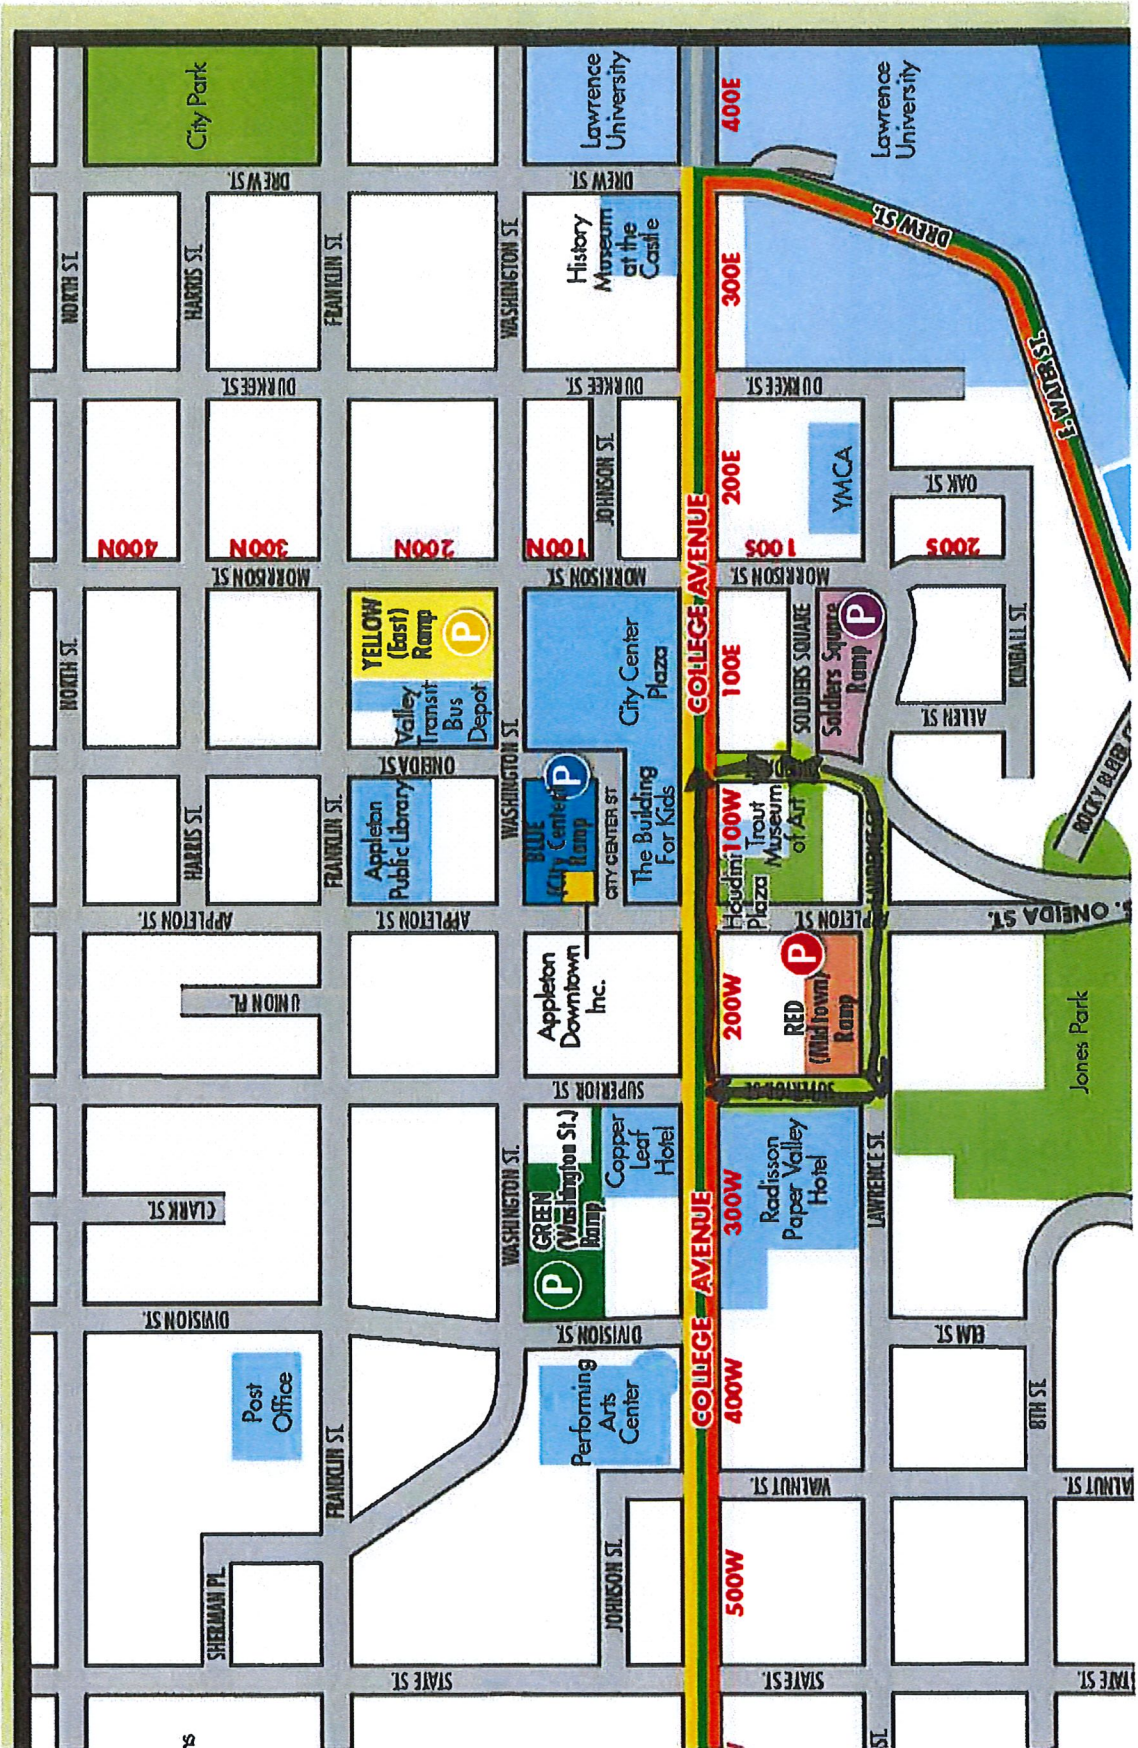 City Park
Lawrence
University
400E
Lawrence
University
DREW ST.
DREW ST.
DREW ST.
NORTH ST.
HARRIS ST.
FRANKLIN ST.
WASHINGTON ST.
History
Museum
at the
Castle
300E
E. WATER ST.
DURKEE ST.
DURKEE ST.
DURKEE ST.
JOHNSON ST.
200E
YMCA
OAK ST.
400N
300N
200N
100N
COLLEGE AVENUE
100S
200S
MORRISON ST.
MORRISON ST.
MORRISON ST.
NORTH ST.
YELLOW
(East)
Ramp
P
Valley
Transit
Bus
Depot
City Center
Plaza
100E
SOLDIERS SQUARE
Soldiers Square
Ramp
P
KIMBALL ST.
ALLEN ST.
ROCKY BLEIER
WASHINGTON ST.
ONEIDA ST.
HARRIS ST.
FRANKLIN ST.
Appleton
Public Library
BLUE
(City Center)
Ramp
P
CITY CENTER ST
The Building
For Kids
100W
Houdini
Plaza
Trout
Museum
of Art
LAWRENCE ST.
APPLETON ST.
APPLETON ST.
APPLETON ST.
S. ONEIDA ST.
UNION PL.
Appleton
Downtown
Inc.
200W
RED
(Midtown)
Ramp
P
Jones Park
SUPERIOR ST.
SUPERIOR ST.
CLARK ST.
WASHINGTON ST.
GREEN
(Washington St.)
Ramp
P
Copper
Leaf
Hotel
COLLEGE AVENUE
300W
Radisson
Paper Valley
Hotel
LAWRENCE ST.
DIVISION ST.
DIVISION ST.
ELM ST.
Post
Office
Performing
Arts
Center
400W
8TH ST.
FRANKLIN ST.
WALNUT ST.
WALNUT ST.
SHERMAN PL.
JOHNSON ST.
500W
STATE ST.
STATE ST.
STATE ST.
ST.